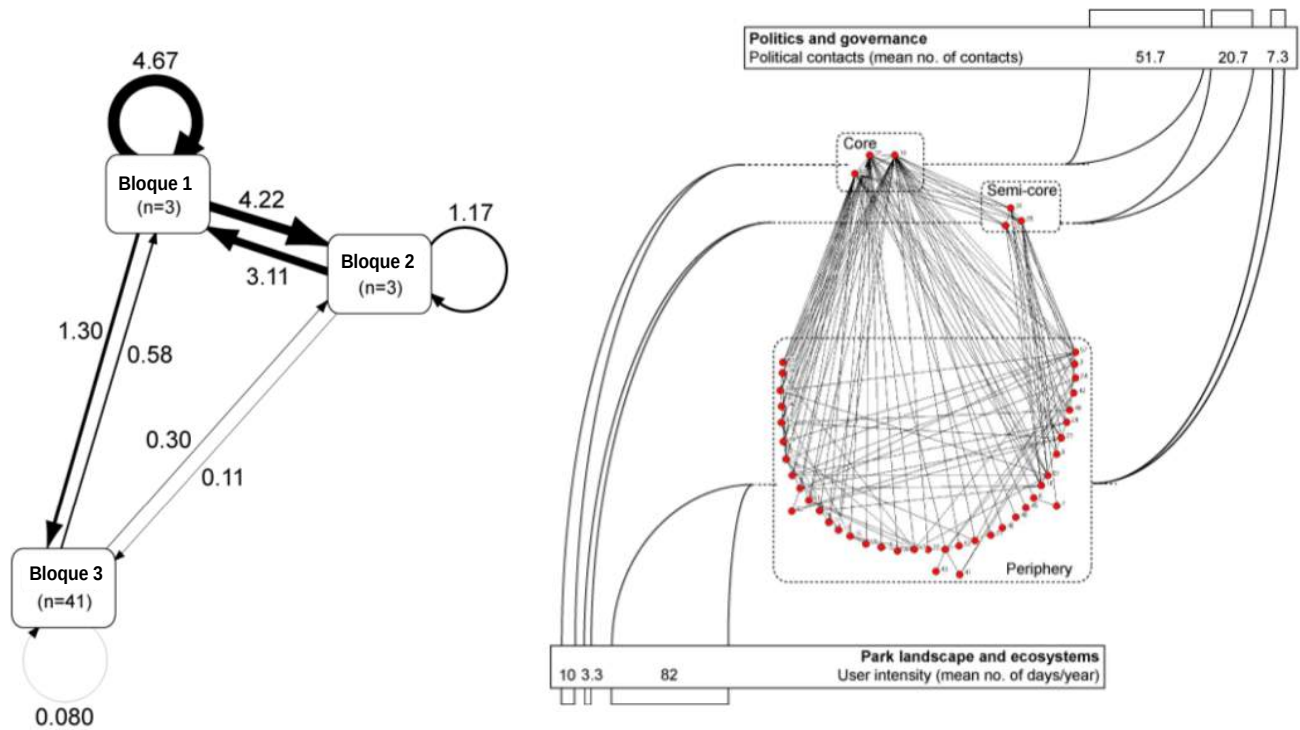 4.67
Bloque 1
(n=3)
4.22
3.11
1.17
Bloque 2
(n=3)
1.30
0.58
0.30
0.11
Bloque 3
(n=41)
0.080
Politics and governance
Political contacts (mean no. of contacts) 51.7 20.7 7.3
Core
Semi-core
Periphery
Park landscape and ecosystems
10 3.3 82 User intensity (mean no. of days/year)